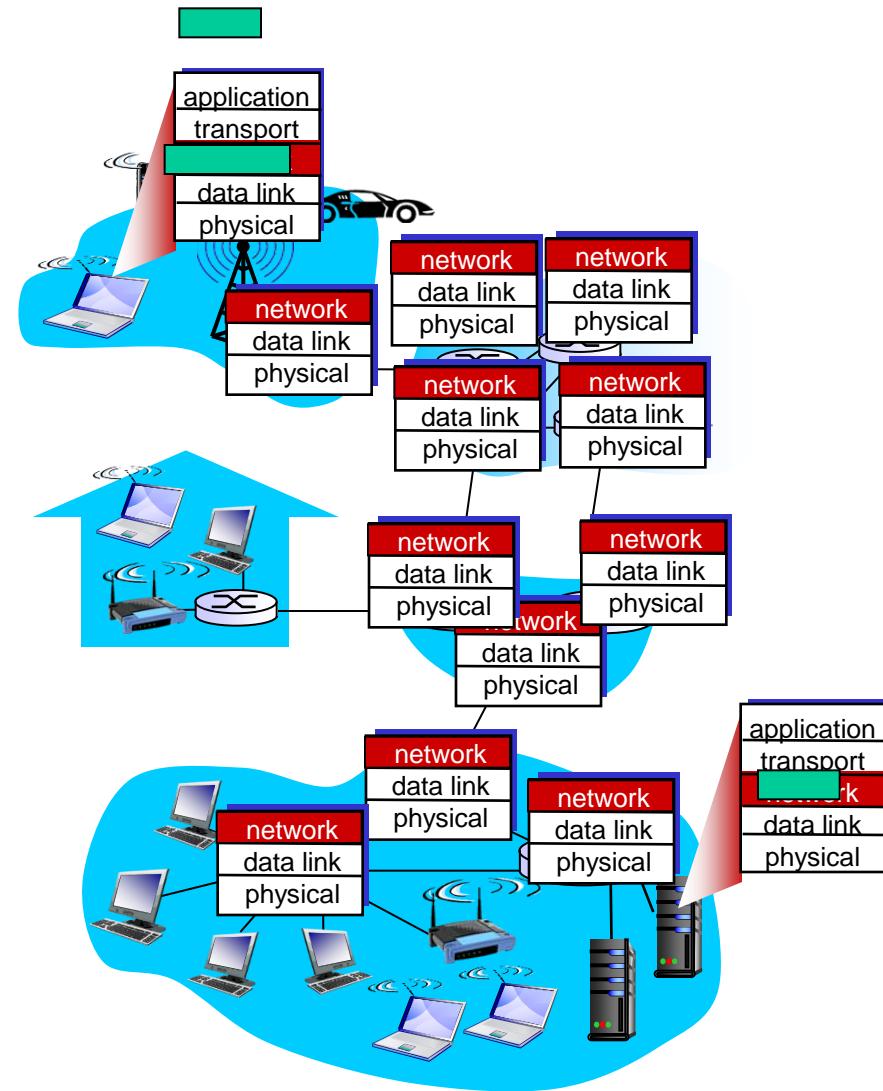 application
transport
data link
physical
network
data link
physical
network
data link
physical
network
data link
physical
network
data link
physical
network
data link
physical
network
data link
physical
network
data link
physical
network
data link
physical
network
data link
physical
network
data link
physical
network
data link
physical
application
transport
network
data link
physical